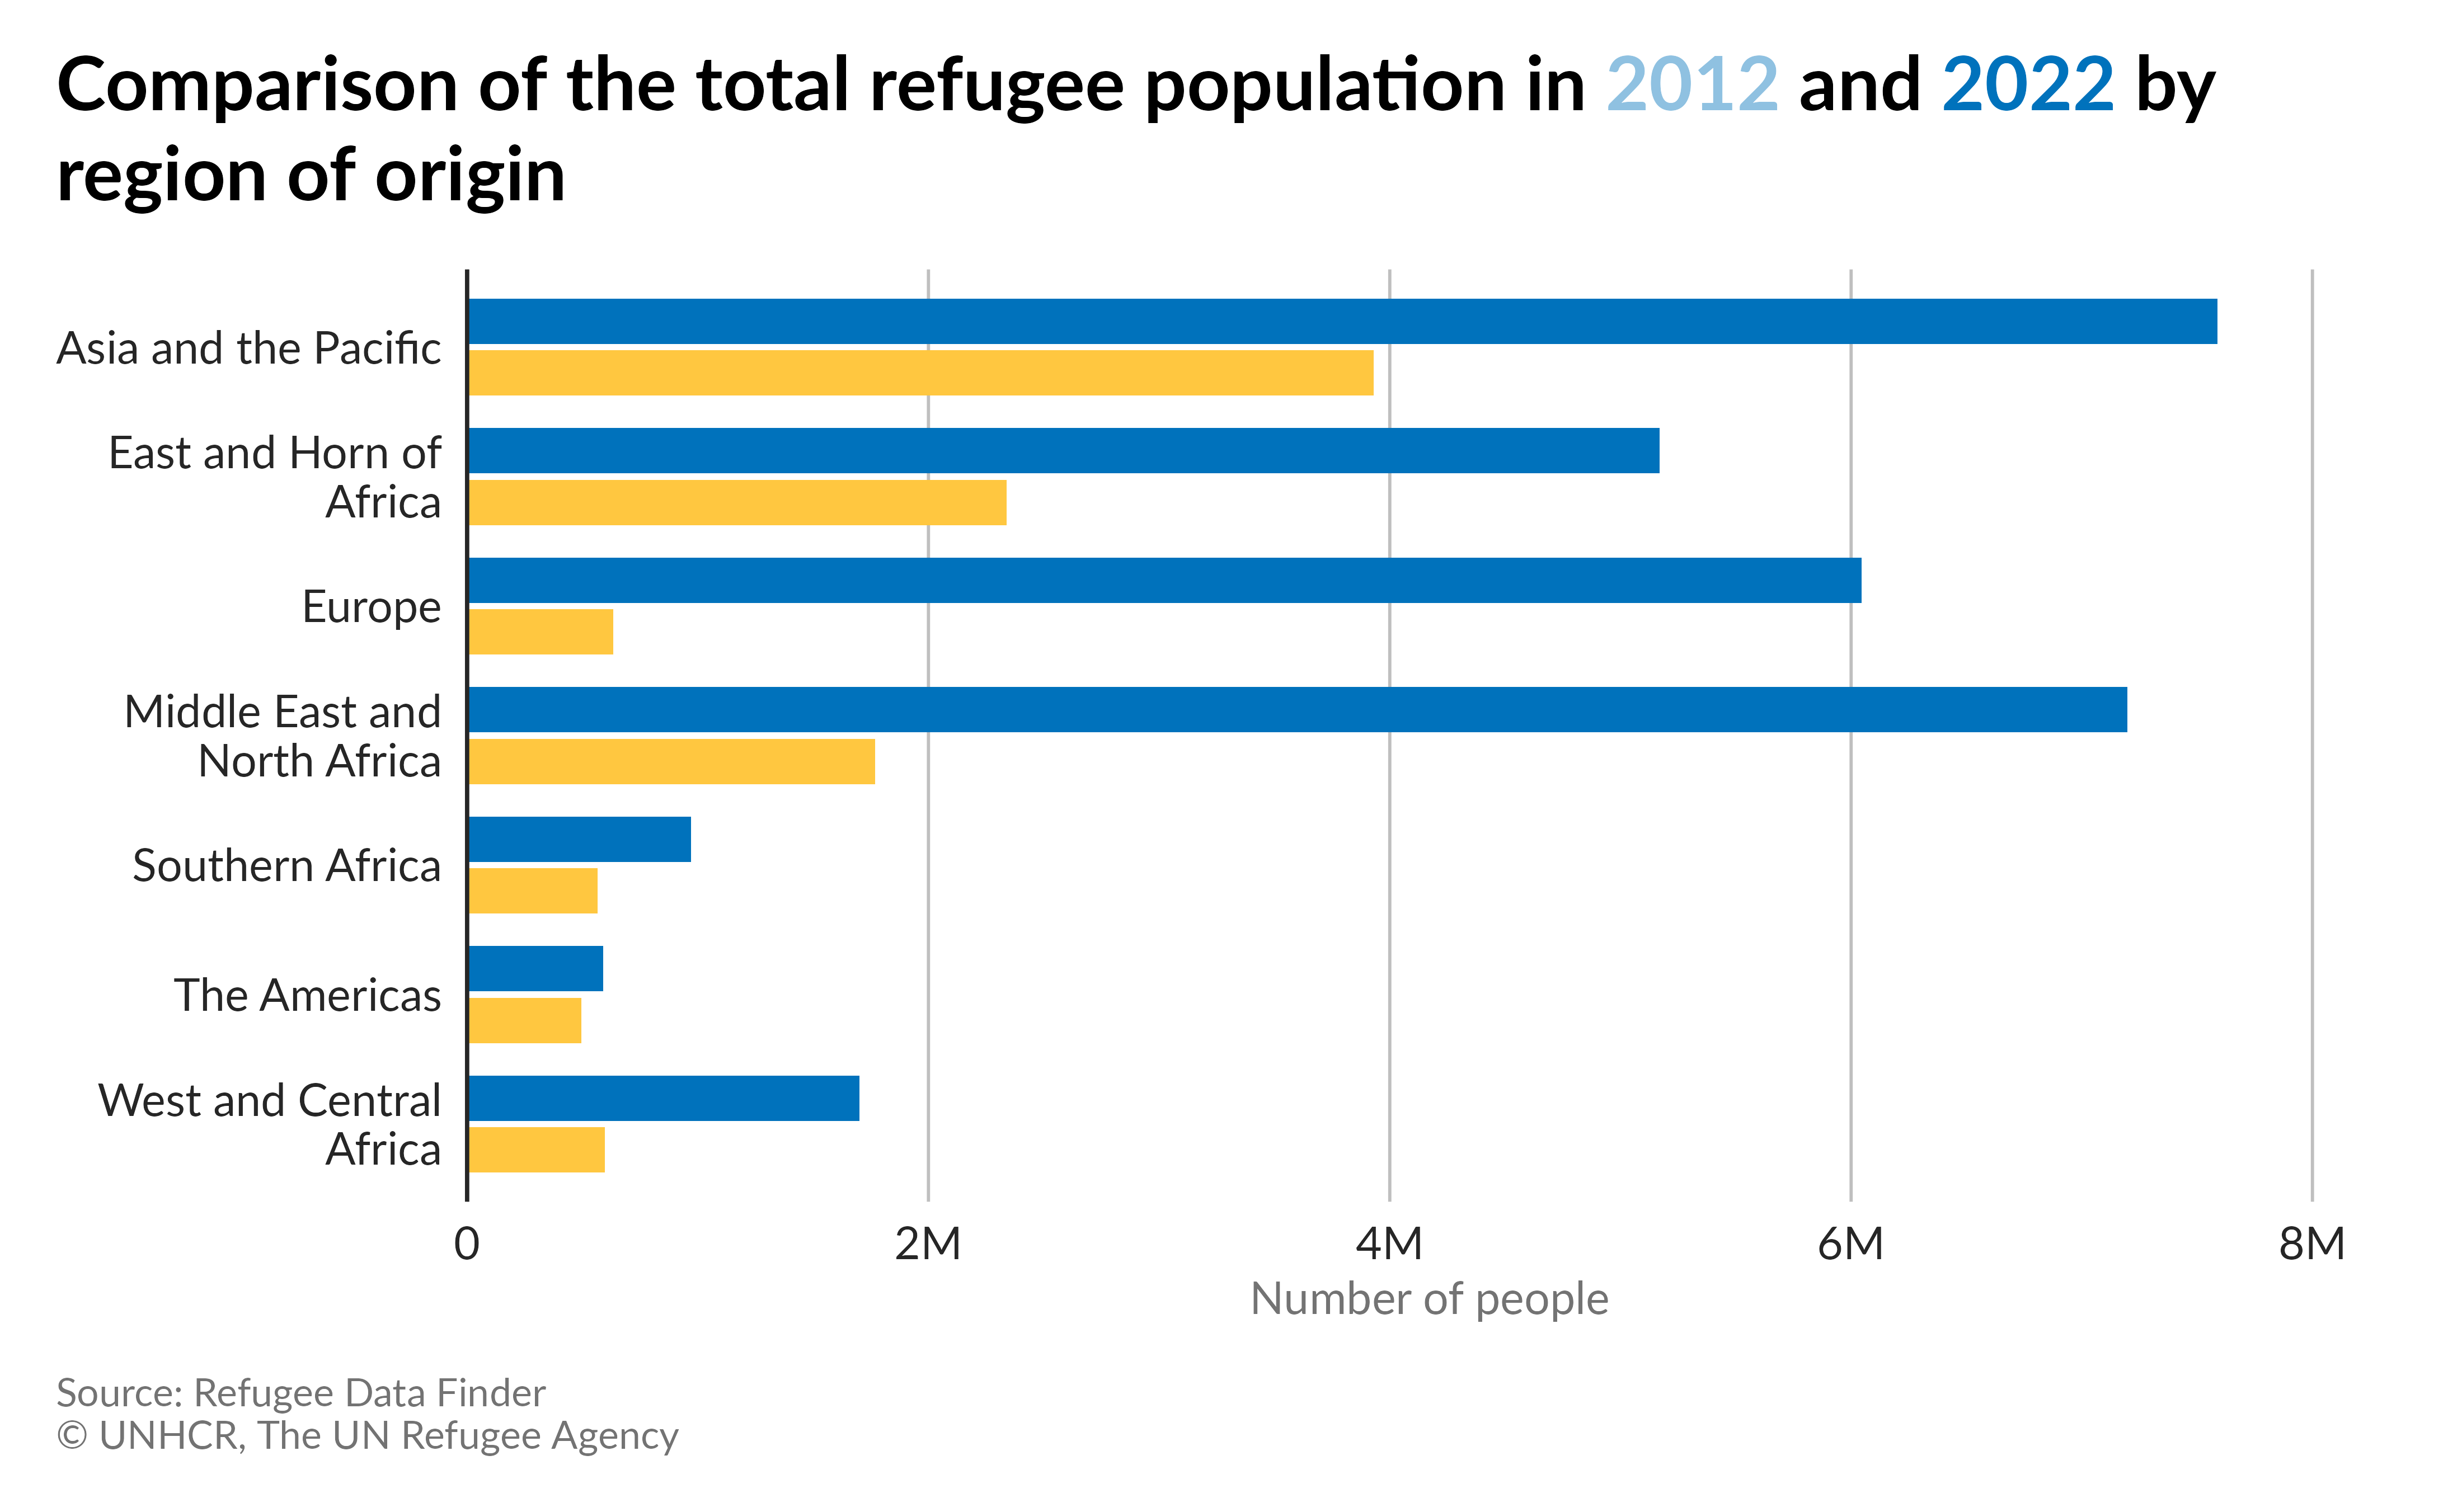 Comparison of the total refugee population in 2012 and 2022 by
region of origin
Asia and the Pacific
East and Horn of
Africa
Europe
Middle East and
North Africa
Southern Africa
The Americas
West and Central
Africa
0 2M 4M 6M 8M
Number of people
Source: Refugee Data Finder
© UNHCR, The UN Refugee Agency